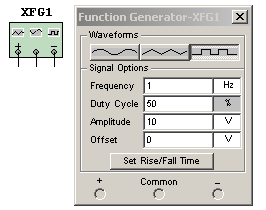 XFG1
Function Generator-XFG1
Waveforms
Signal Options
Frequency 1 Hz
Duty Cycle 50 %
Amplitude 10 V
Offset 0 V
Set Rise/Fall Time
+ Common −